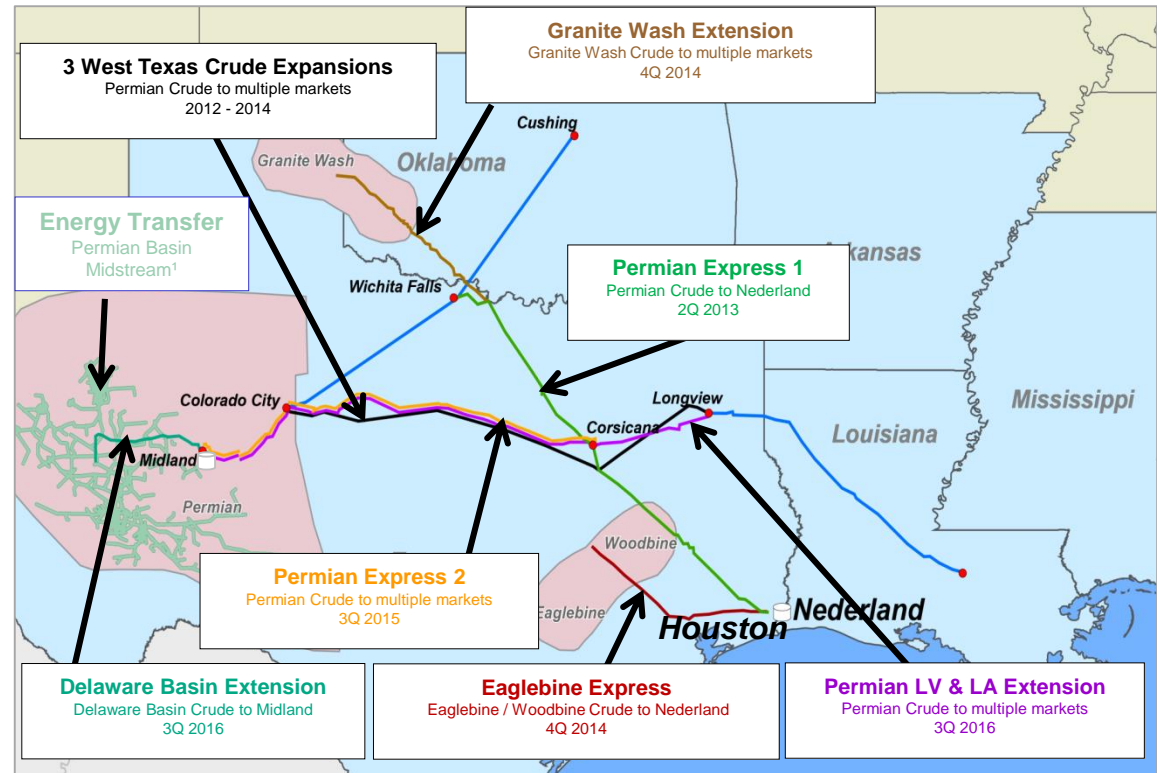 Granite Wash Extension
Granite Wash Crude to multiple markets
4Q 2014
3 West Texas Crude Expansions
Permian Crude to multiple markets
2012 - 2014
Cushing
Granite Wash
Oklahoma
Energy Transfer
Permian Basin
Midstream¹
kansas
Permian Express 1
Permian Crude to Nederland
2Q 2013
Wichita Falls
Colorado City
Longview
Mississippi
Corsicana
Louisiana
Midland
Permian
Woodbine
Permian Express 2
Permian Crude to multiple markets
3Q 2015
Eaglebine
Nederland
Houston
Delaware Basin Extension
Delaware Basin Crude to Midland
3Q 2016
Eaglebine Express
Eaglebine / Woodbine Crude to Nederland
4Q 2014
Permian LV & LA Extension
Permian Crude to multiple markets
3Q 2016